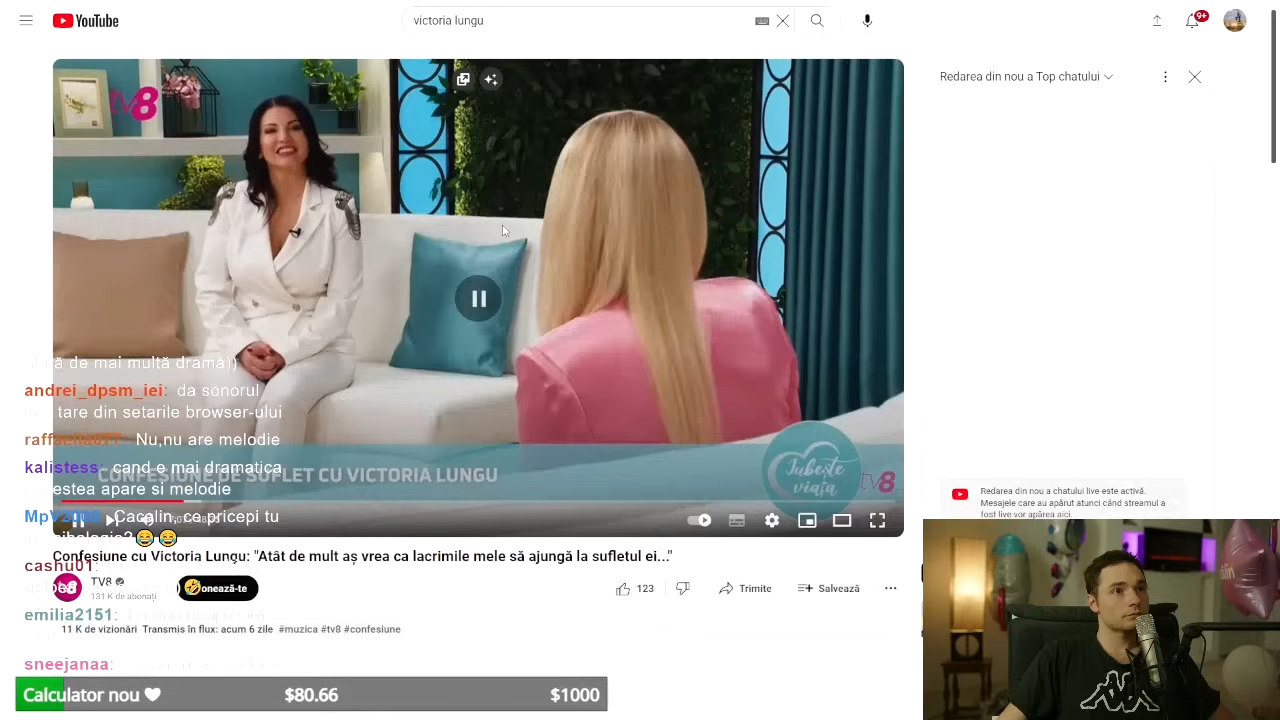 YouTube
victoria lungu
9+
Redarea din nou a Top chatului
tv8
de mai multă dramă))
andrei_dpsm_iei: da sonorul
tare din setarile browser-ului
Nu,nu are melodie
kalistess: cand e mai dramatica
estea apare si melodie
CONFESIUNE DE SUFLET CU VICTORIA LUNGU
Iubește viața
tv8
Cacalin, ce pricepi tu
Redarea din nou a chatului live este activă.
Mesajele care au apărut atunci când streamul a
fost live vor apărea aici.
Confesiune cu Victoria Lungu: "Atât de mult aș vrea ca lacrimile mele să ajungă la sufletul ei..."
cashu01:
TV8
131 K de abonați
onează-te
123
Trimite
Salvează
emilia2151:
11 K de vizionări Transmis în flux: acum 6 zile #muzica #tv8 #confesiune
sneejanaa:
Calculator nou $80.66 $1000
Kappa